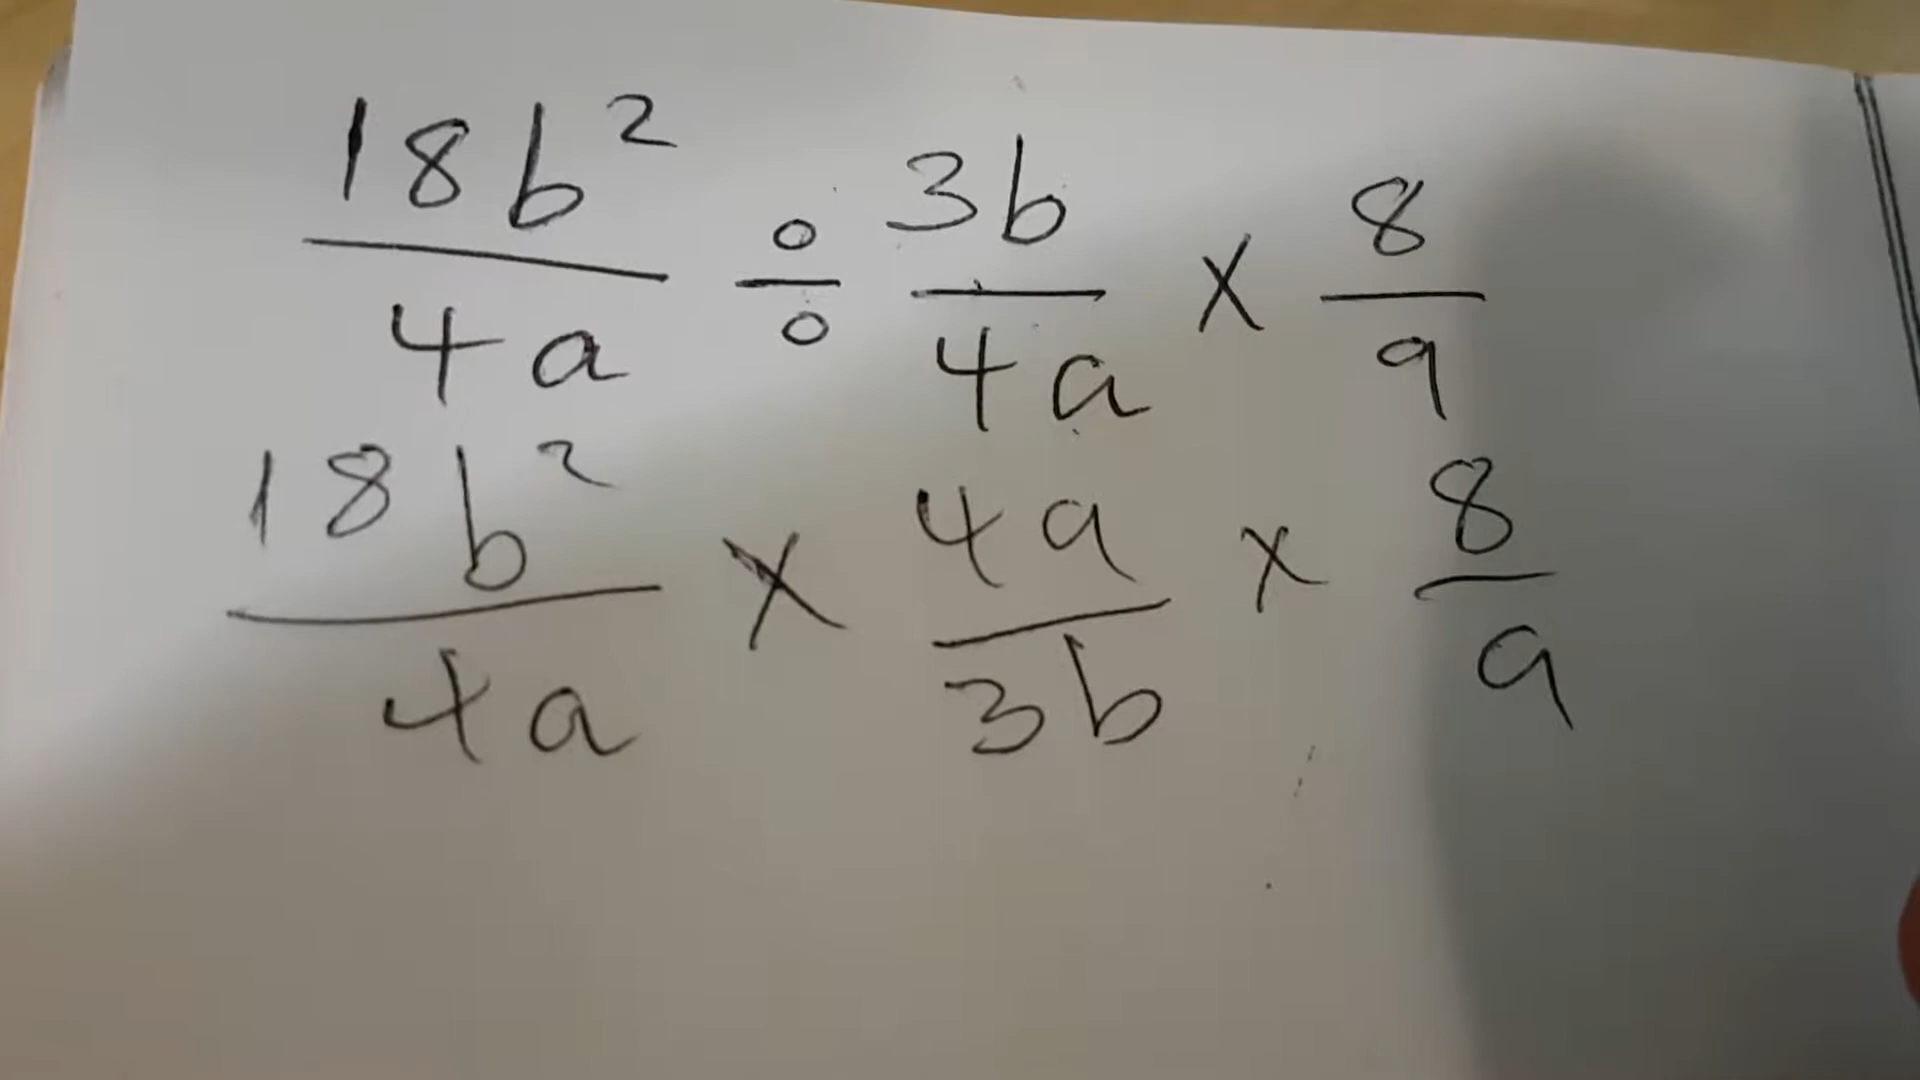 18b² / 4a ÷ 3b / 4a × 8 / 9
18b² / 4a × 4a / 3b × 8 / 9